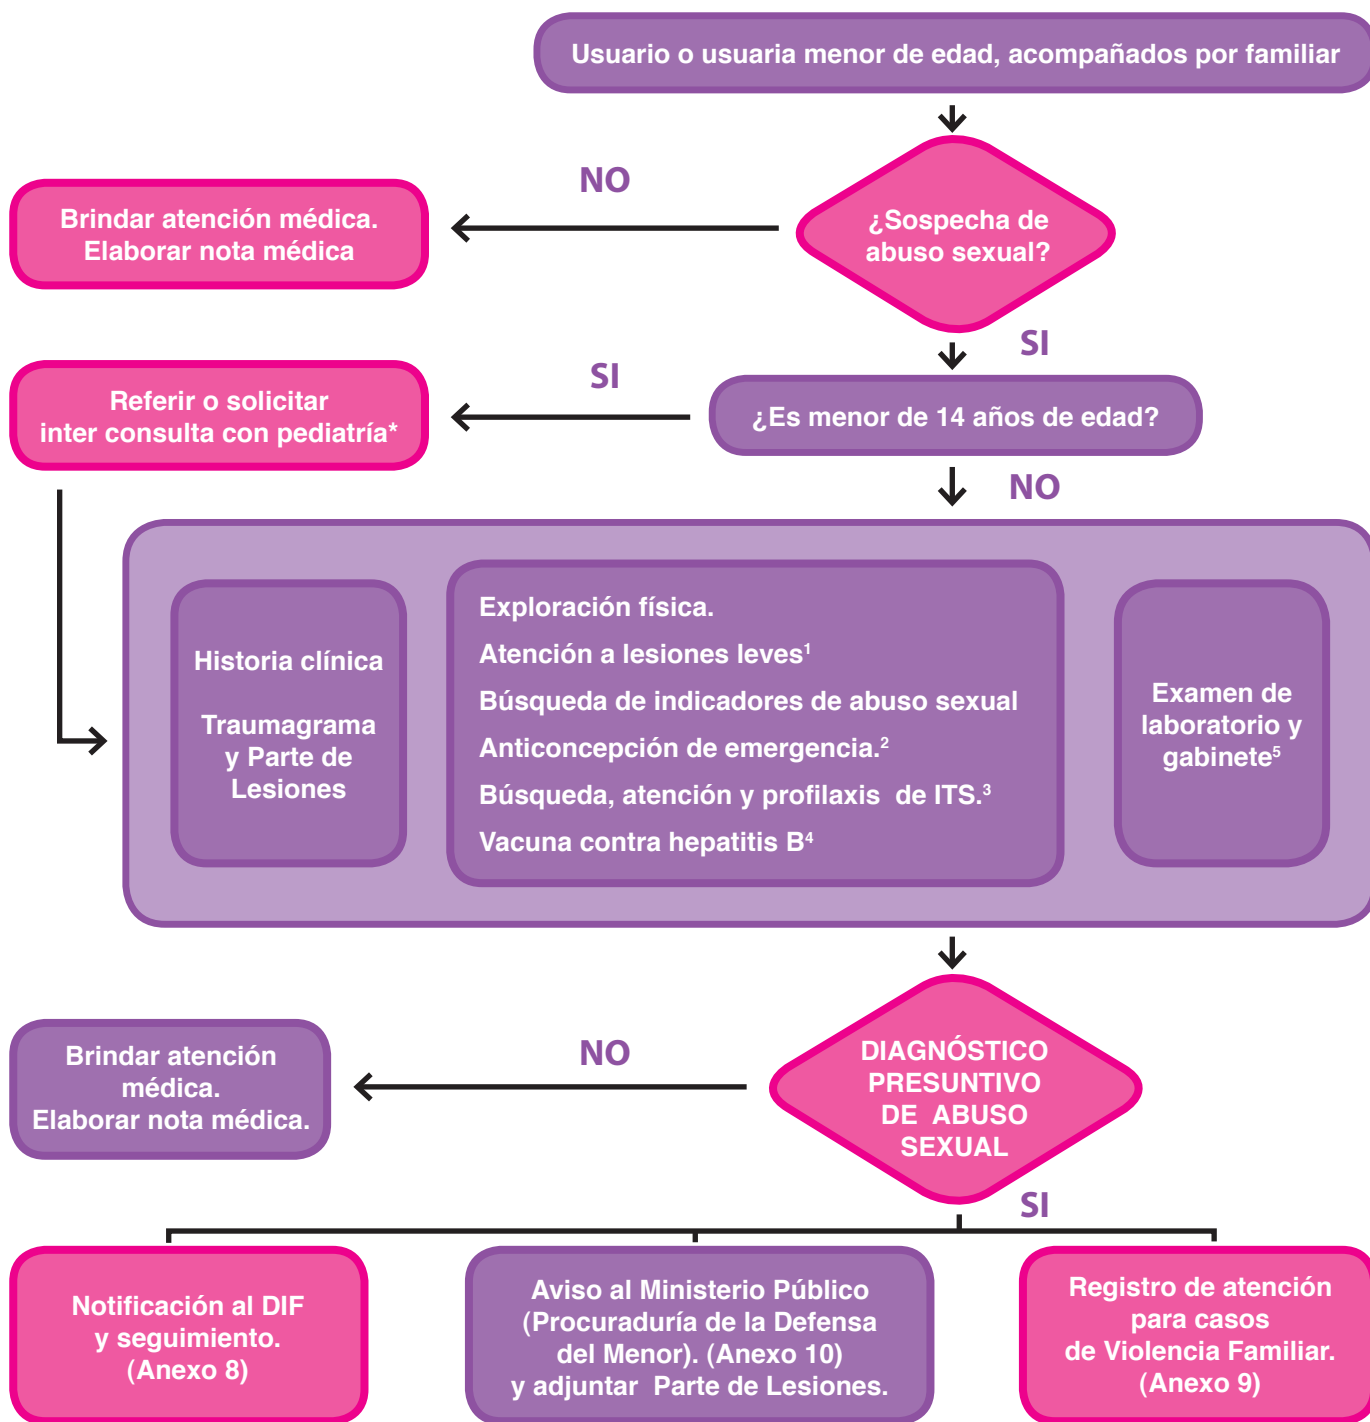 Usuario o usuaria menor de edad, acompañados por familiar
NO
¿Sospecha de
abuso sexual?
Brindar atención médica.
Elaborar nota médica
SI
SI
¿Es menor de 14 años de edad?
Referir o solicitar
inter consulta con pediatría*
NO
Historia clínica
Traumagrama
y Parte de
Lesiones
Exploración física.
Atención a lesiones leves¹
Búsqueda de indicadores de abuso sexual
Anticoncepción de emergencia.²
Búsqueda, atención y profilaxis de ITS.³
Vacuna contra hepatitis B⁴
Examen de
laboratorio y
gabinete⁵
NO
DIAGNÓSTICO
PRESUNTIVO
DE ABUSO
SEXUAL
Brindar atención
médica.
Elaborar nota médica.
SI
Notificación al DIF
y seguimiento.
(Anexo 8)
Aviso al Ministerio Público
(Procuraduría de la Defensa
del Menor). (Anexo 10)
y adjuntar Parte de Lesiones.
Registro de atención
para casos
de Violencia Familiar.
(Anexo 9)